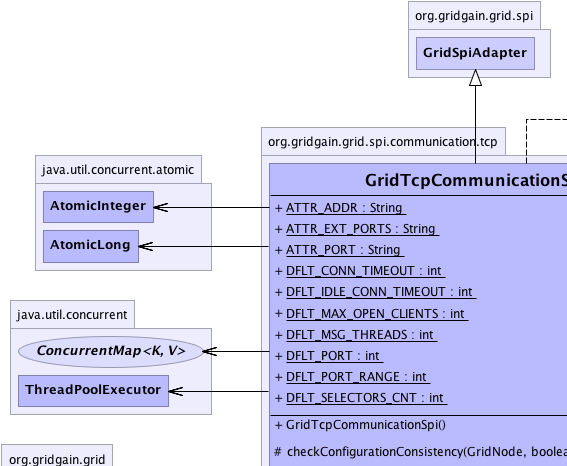 org.gridgain.grid.spi
GridSpiAdapter
org.gridgain.grid.spi.communication.tcp
java.util.concurrent.atomic
AtomicInteger
AtomicLong
java.util.concurrent
ConcurrentMap<K, V>
ThreadPoolExecutor
org.gridgain.grid
GridTcpCommunicationS
+ ATTR_ADDR : String
+ ATTR_EXT_PORTS : String
+ ATTR_PORT : String
+ DFLT_CONN_TIMEOUT : int
+ DFLT_IDLE_CONN_TIMEOUT : int
+ DFLT_MAX_OPEN_CLIENTS : int
+ DFLT_MSG_THREADS : int
+ DFLT_PORT : int
+ DFLT_PORT_RANGE : int
+ DFLT_SELECTORS_CNT : int
+ GridTcpCommunicationSpi()
# checkConfigurationConsistency(GridNode, boolea